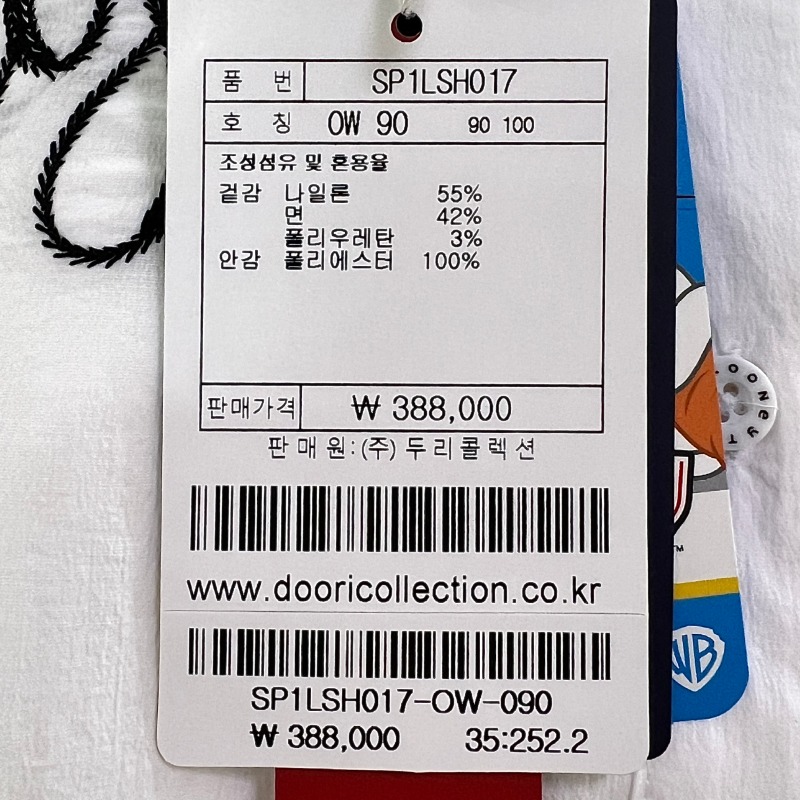 품 번 SP1LSH017
호 칭 OW 90 90 100
조성섬유 및 혼용율
겉감 나일론 55%
면 42%
폴리우레탄 3%
안감 폴리에스터 100%
판매가격 ₩ 388,000
판 매 원:(주) 두 리 콜 렉 션
www.dooricollection.co.kr
SP1LSH017-OW-090
₩ 388,000 35:252.2
TM
WB